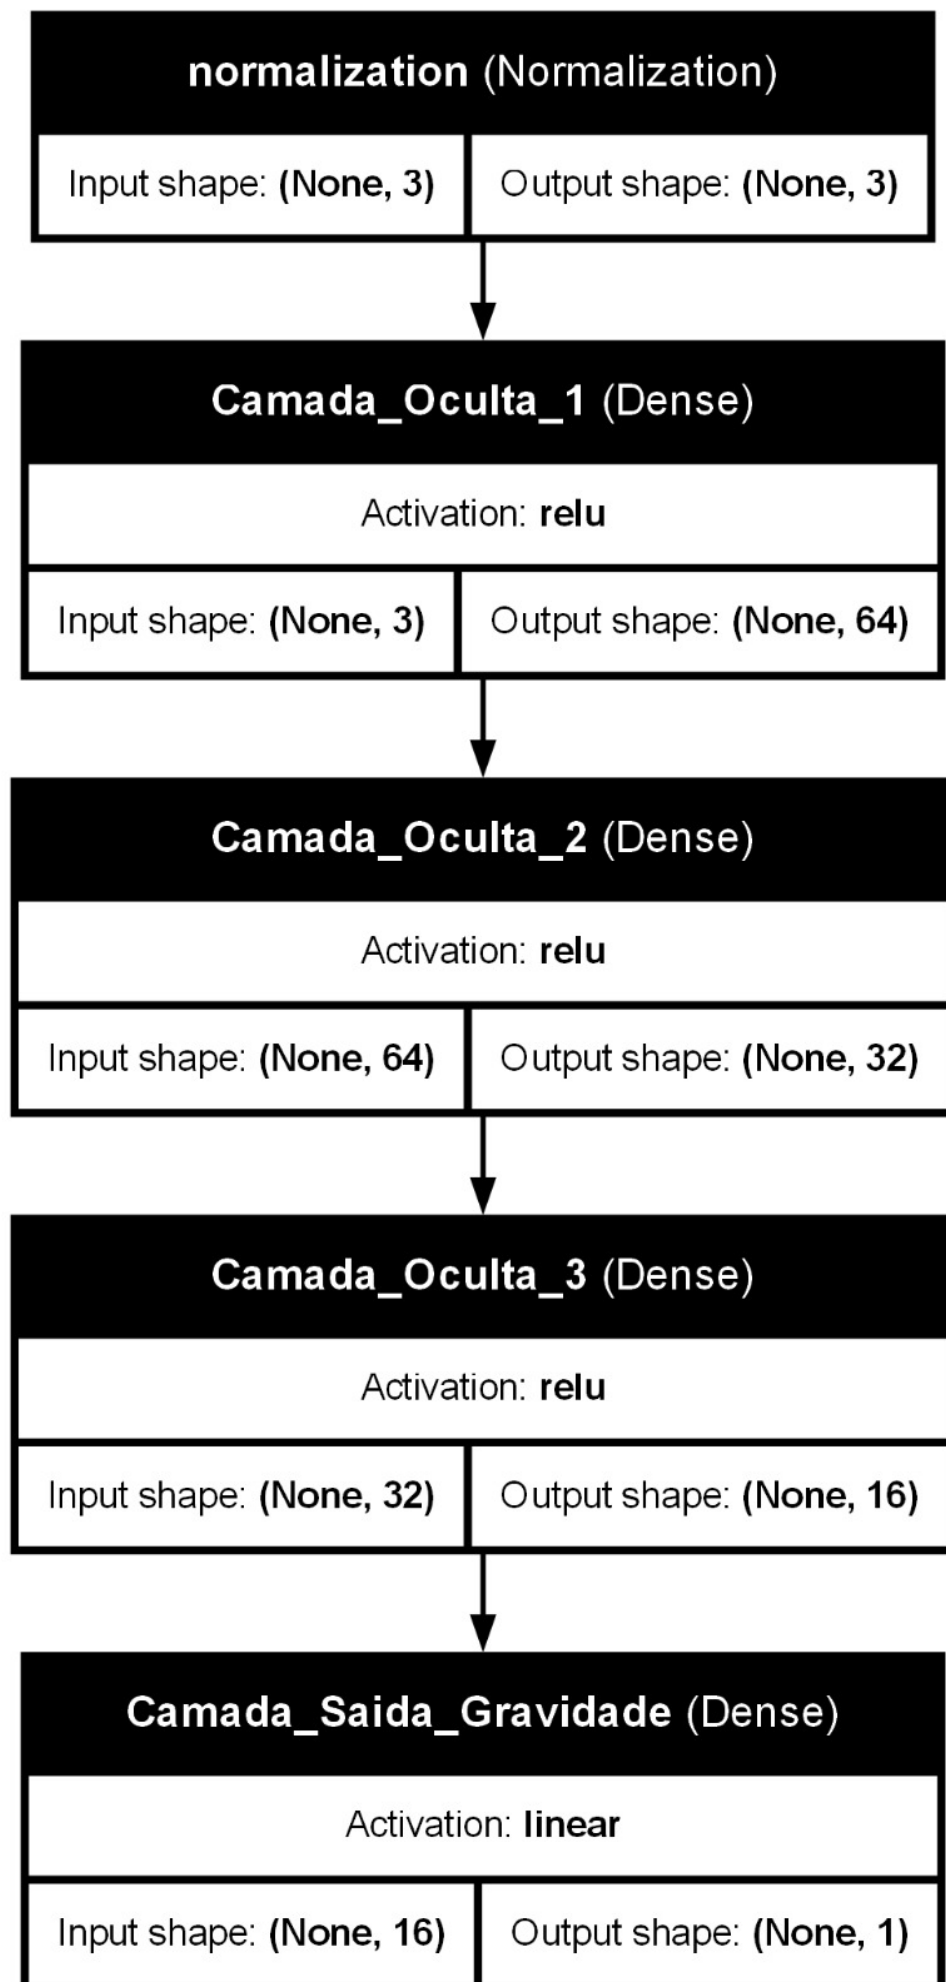 normalization (Normalization)
Input shape: (None, 3) Output shape: (None, 3)
Camada_Oculta_1 (Dense)
Activation: relu
Input shape: (None, 3) Output shape: (None, 64)
Camada_Oculta_2 (Dense)
Activation: relu
Input shape: (None, 64) Output shape: (None, 32)
Camada_Oculta_3 (Dense)
Activation: relu
Input shape: (None, 32) Output shape: (None, 16)
Camada_Saida_Gravidade (Dense)
Activation: linear
Input shape: (None, 16) Output shape: (None, 1)